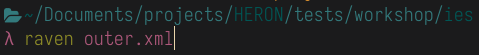 ~/Documents/projects/HERON/tests/workshop/ies
λ raven outer.xml